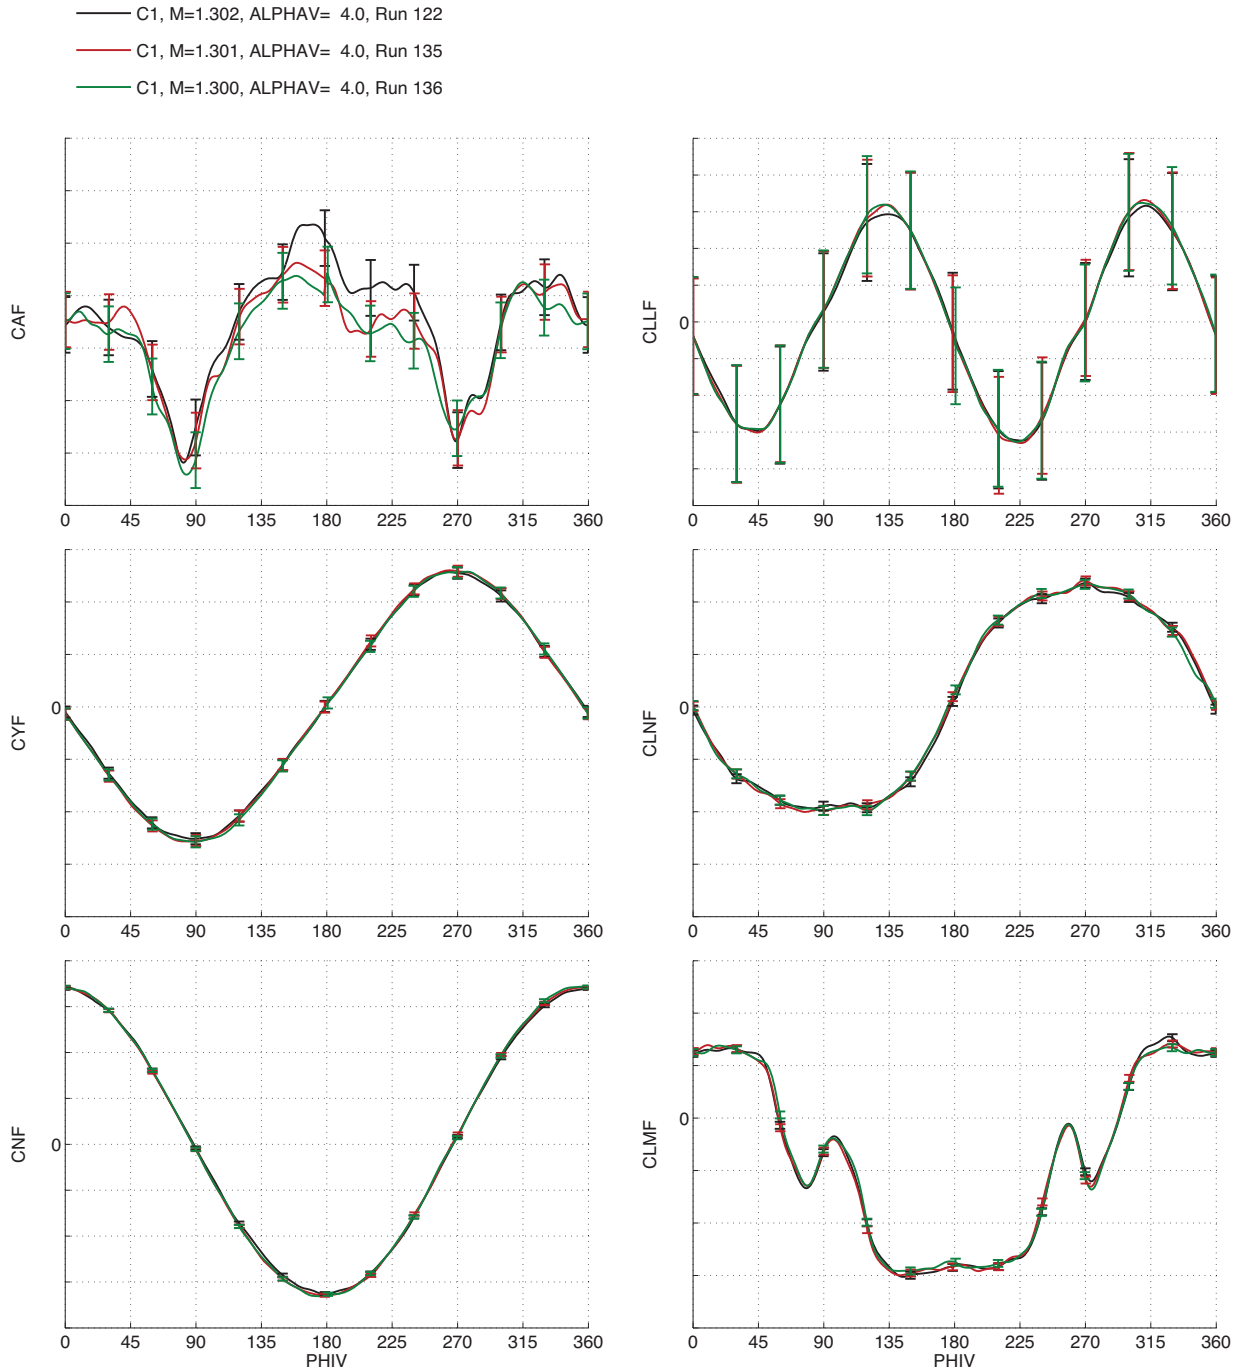 C1, M=1.302, ALPHAV= 4.0, Run 122
C1, M=1.301, ALPHAV= 4.0, Run 135
C1, M=1.300, ALPHAV= 4.0, Run 136
CAF
0 45 90 135 180 225 270 315 360
CLLF
0
0 45 90 135 180 225 270 315 360
CYF
0
0 45 90 135 180 225 270 315 360
CLNF
0
0 45 90 135 180 225 270 315 360
CNF
0
0 45 90 135 180 225 270 315 360
PHIV
CLMF
0
0 45 90 135 180 225 270 315 360
PHIV